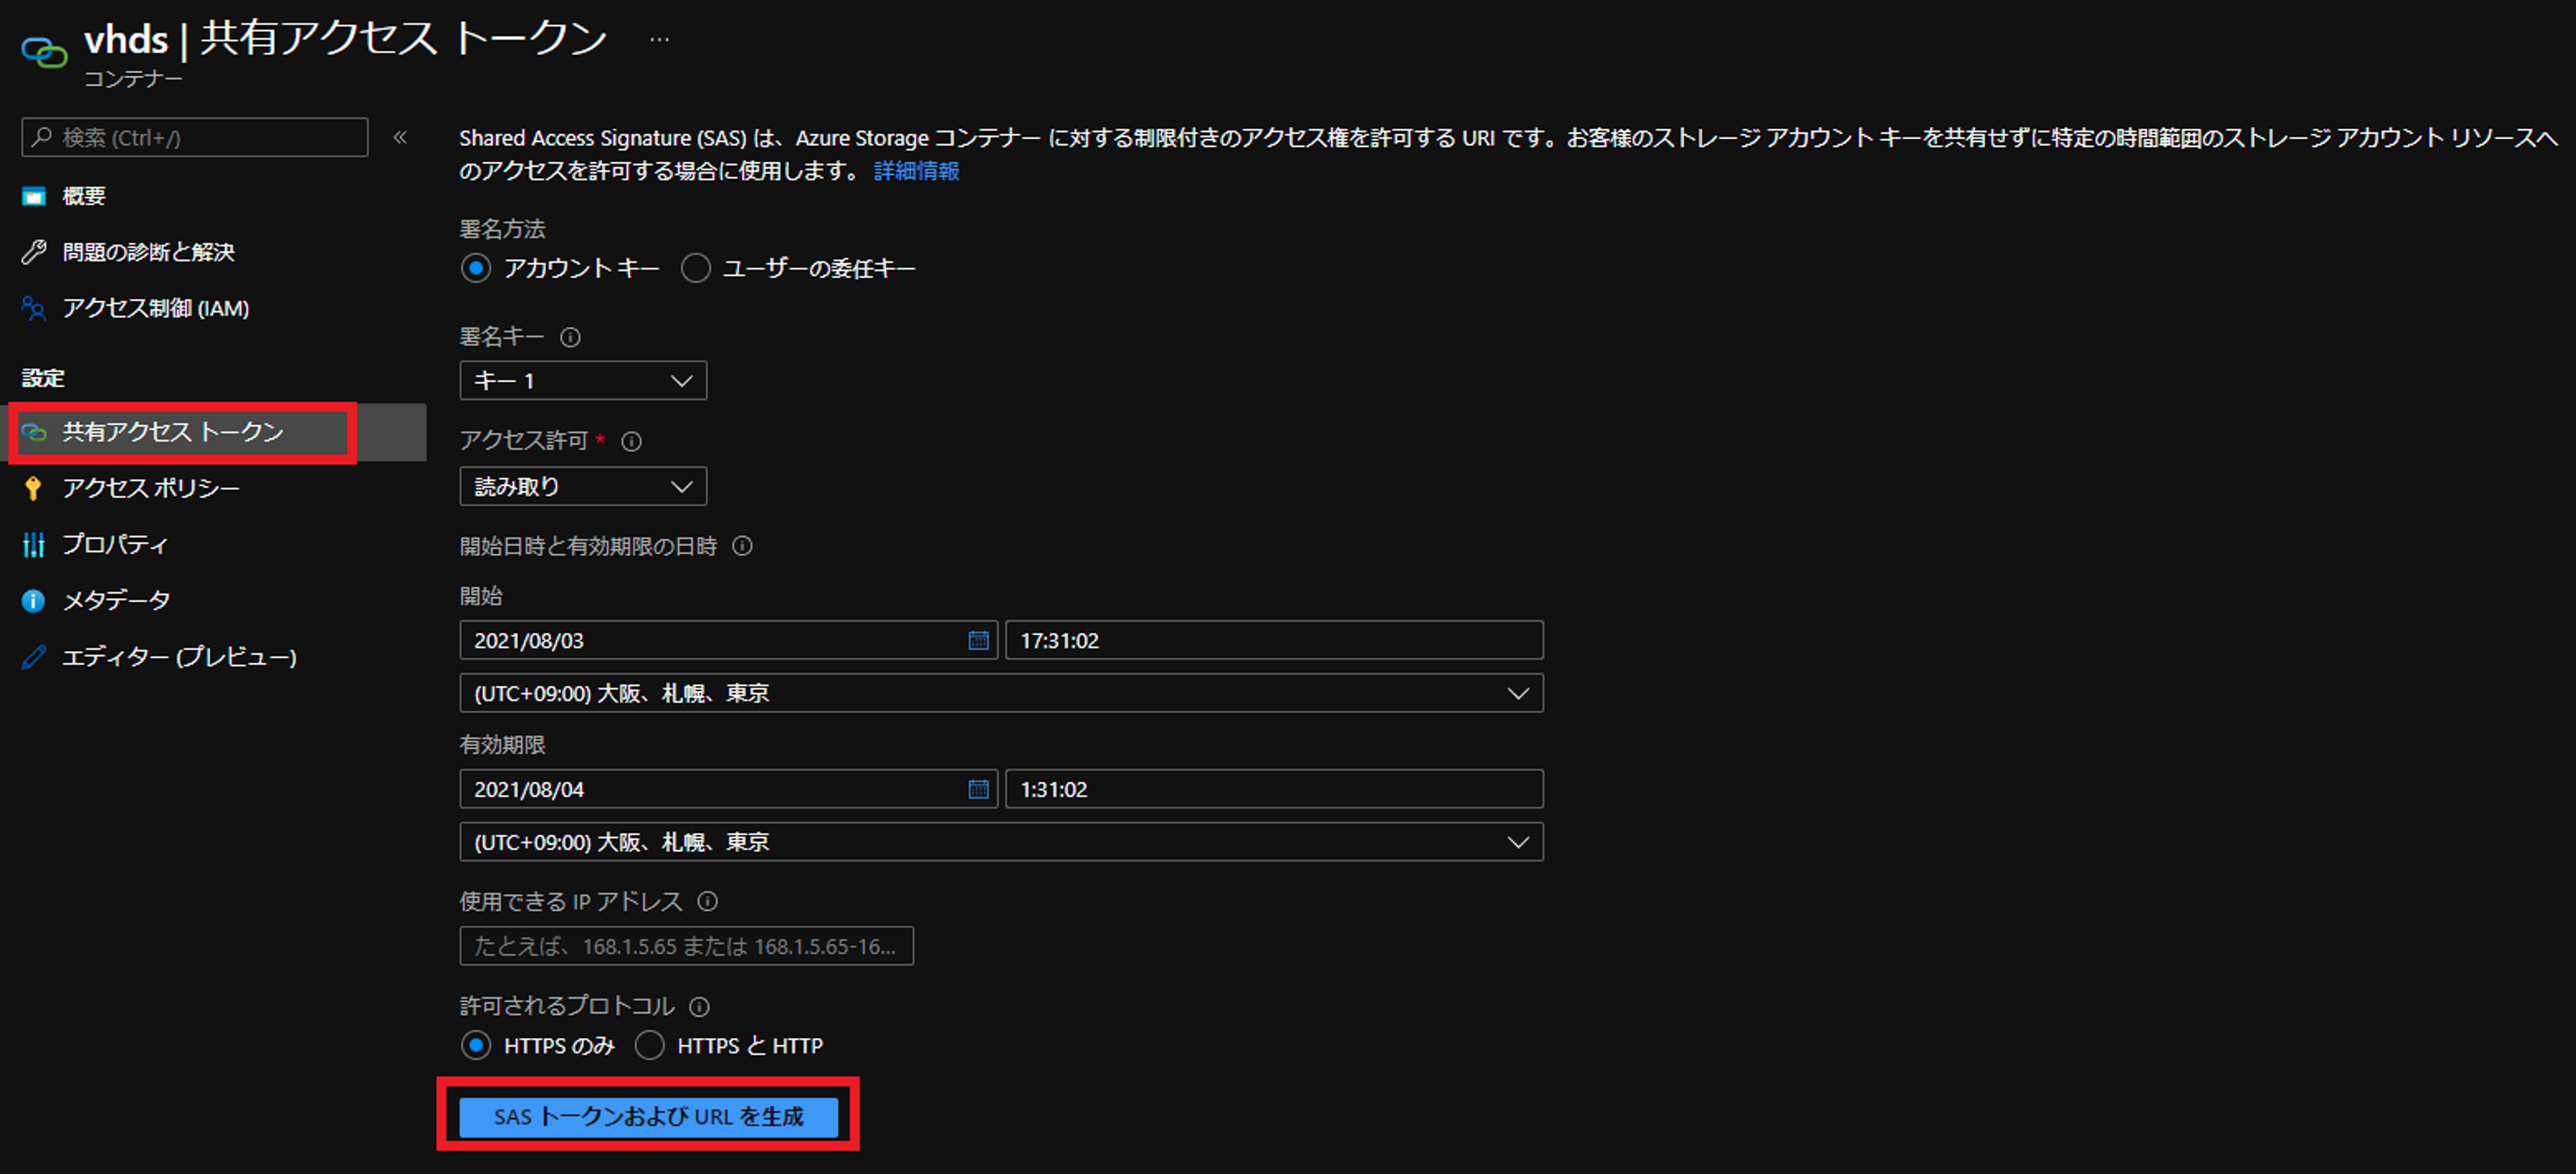 vhds | 共有アクセス トークン ...
コンテナー
検索 (Ctrl+/)
概要
問題の診断と解決
アクセス制御 (IAM)
設定
共有アクセス トークン
アクセス ポリシー
プロパティ
メタデータ
エディター (プレビュー)
Shared Access Signature (SAS) は、Azure Storage コンテナー に対する制限付きのアクセス権を許可する URI です。お客様のストレージ アカウント キーを共有せずに特定の時間範囲のストレージ アカウント リソースへ
のアクセスを許可する場合に使用します。 詳細情報
署名方法
アカウント キー ユーザーの委任キー
署名キー
キー 1
アクセス許可 *
読み取り
開始日時と有効期限の日時
開始
2021/08/03 17:31:02
(UTC+09:00) 大阪、札幌、東京
有効期限
2021/08/04 1:31:02
(UTC+09:00) 大阪、札幌、東京
使用できる IP アドレス
たとえば、168.1.5.65 または 168.1.5.65-16...
許可されるプロトコル
HTTPS のみ HTTPS と HTTP
SAS トークンおよび URL を生成